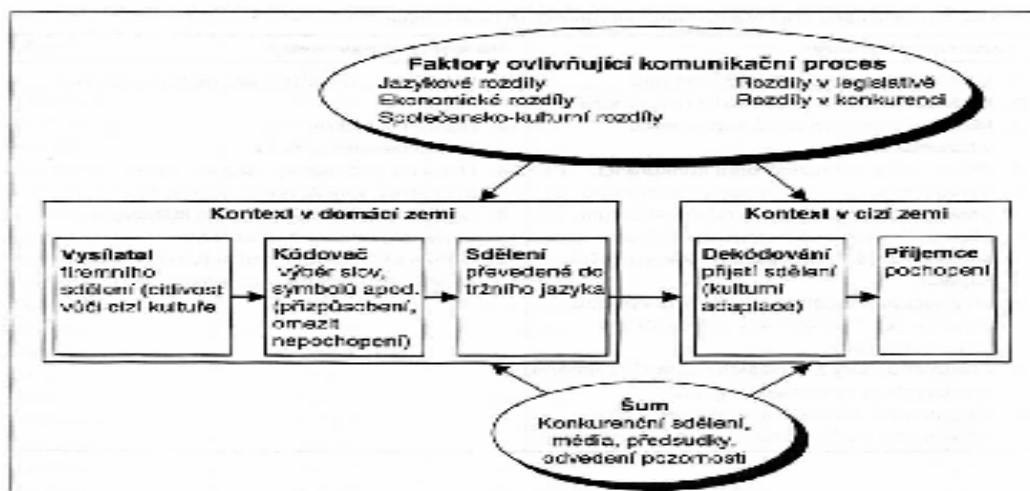 Faktory ovlivňující komunikační proces
Jazykové rozdíly
Ekonomické rozdíly
Společensko-kulturní rozdíly
Rozdíly v legislativě
Rozdíly v konkurenci
Kontext v domácí zemi
Vysílatel
firemního
sdělení (citlivost
vůči cizí kultuře
Kódovač
výběr slov,
symbolů apod.
(přizpůsobení,
omezit
nepochopení)
Sdělení
převedené do
tržního jazyka
Kontext v cizí zemi
Dekódování
přijetí sdělení
(kulturní
adaptace)
Příjemce
pochopení
Šum
Konkurenční sdělení,
média, předsudky,
odvedení pozornosti